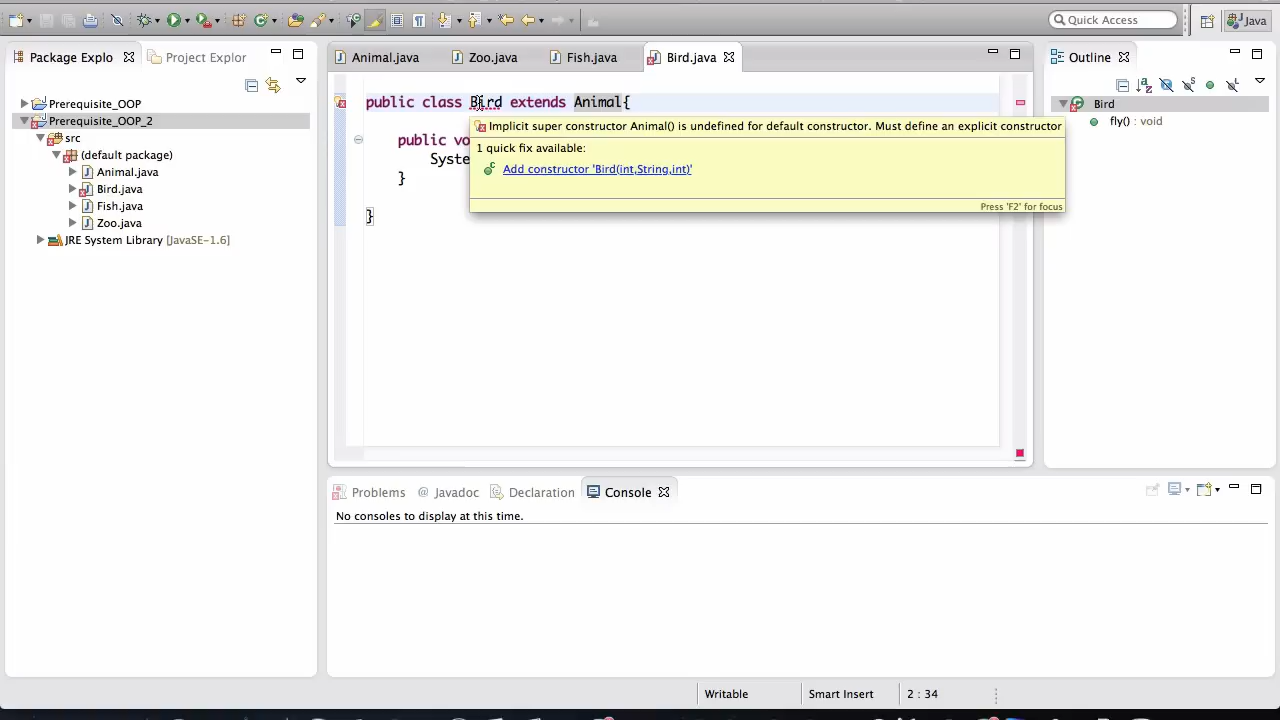 Quick Access
Java
Package Explo
Project Explor
Prerequisite_OOP
Prerequisite_OOP_2
src
(default package)
Animal.java
Bird.java
Fish.java
Zoo.java
JRE System Library [JavaSE-1.6]
Animal.java
Zoo.java
Fish.java
Bird.java
public class Bird extends Animal{
public vo
Syste
}
}
Implicit super constructor Animal() is undefined for default constructor. Must define an explicit constructor
1 quick fix available:
Add constructor 'Bird(int,String,int)'
Press 'F2' for focus
Outline
Bird
fly() : void
Problems
@ Javadoc
Declaration
Console
No consoles to display at this time.
Writable
Smart Insert
2 : 34